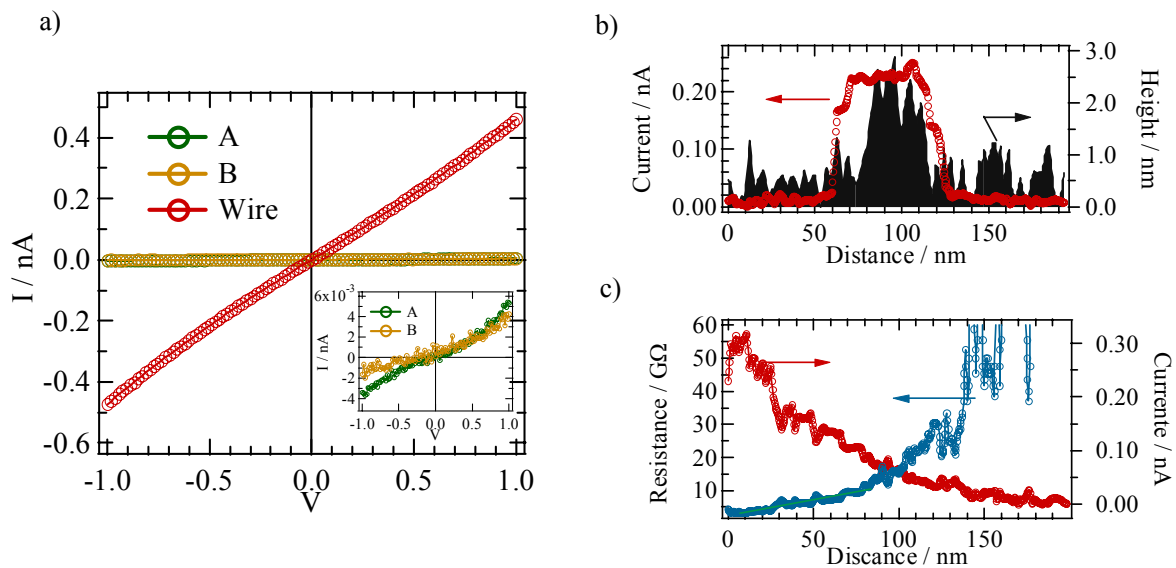 a)
I / nA
0.4
0.2
0.0
-0.2
-0.4
-0.6
A
B
Wire
-1.0 -0.5 0.0 0.5 1.0
V
6x10-3
4
2
0
-2
-4
I / nA
A
B
-1.0 -0.5 0.0 0.5 1.0
V
b)
Current / nA
0.20
0.10
0.00
3.0
2.0
1.0
0.0
Height / nm
0 50 100 150
Distance / nm
c)
Resistance / GΩ
60
50
40
30
20
10
0.30
0.20
0.10
0.00
Currente / nA
0 50 100 150
Discance / nm